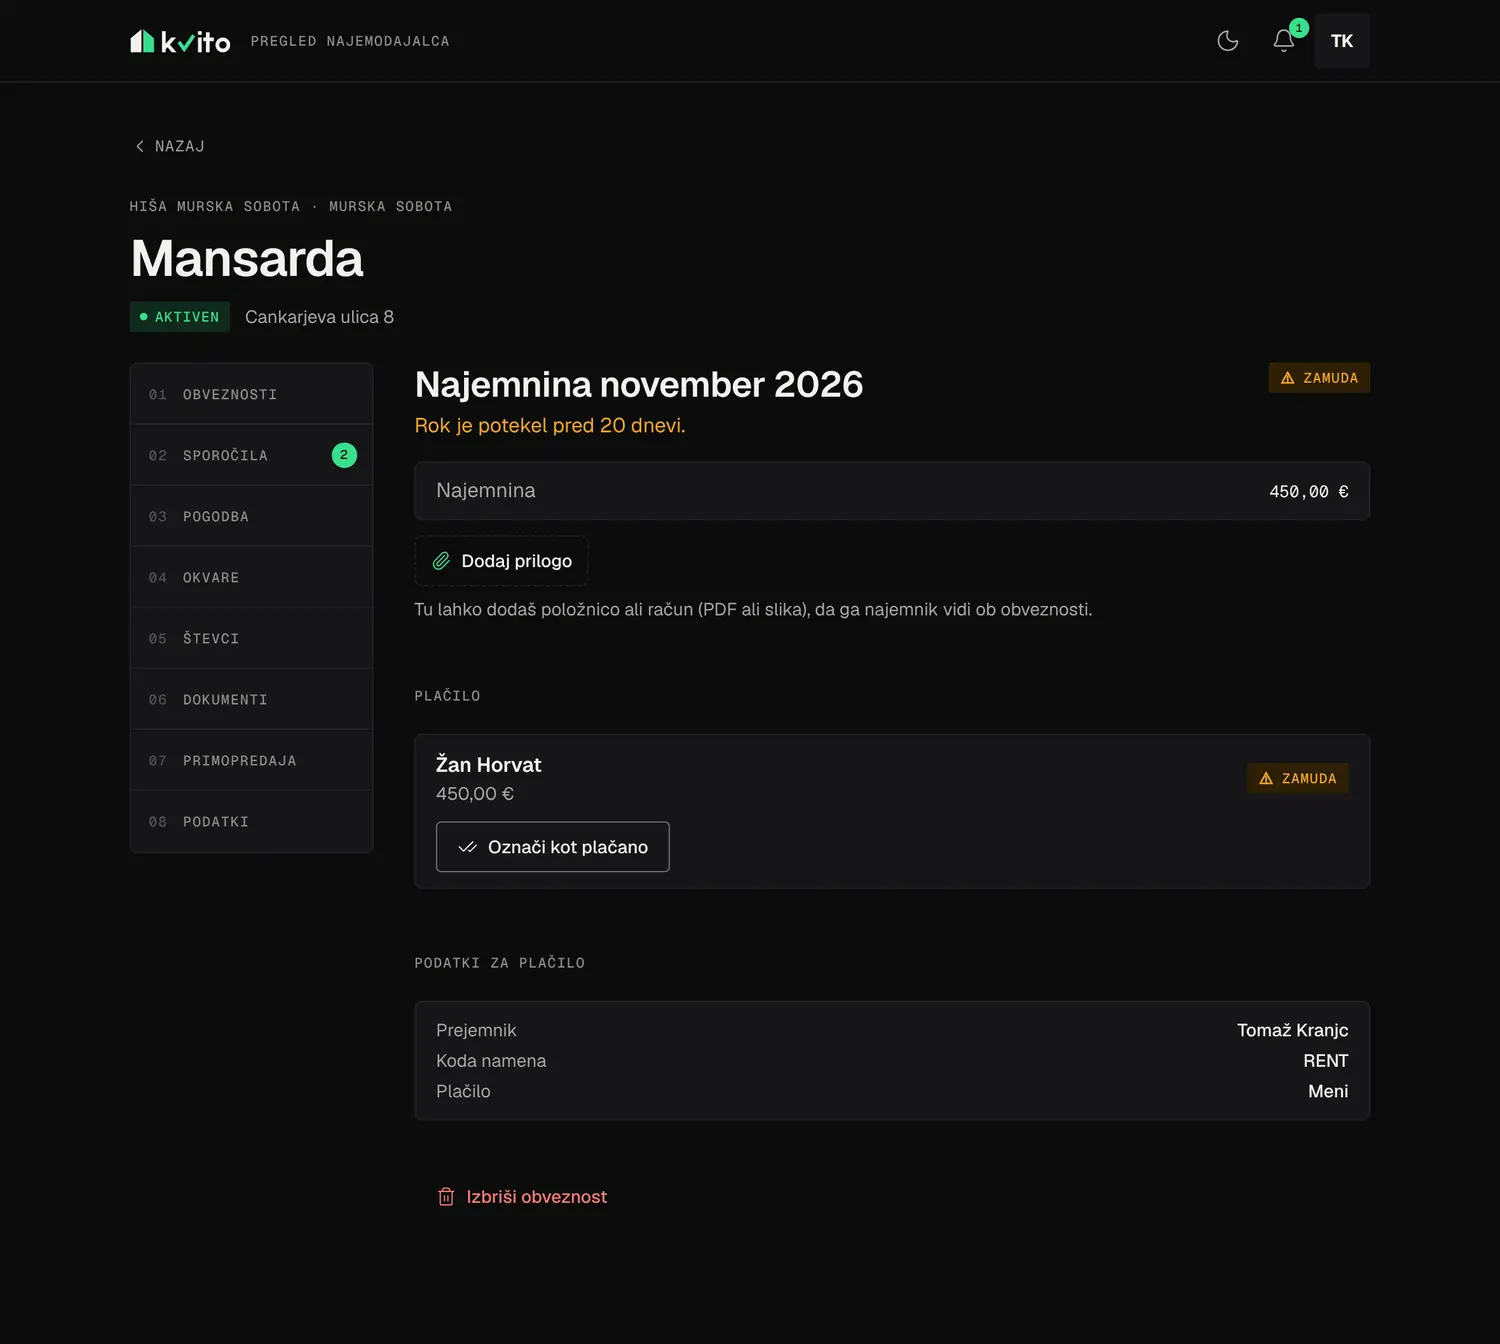 kvito PREGLED NAJEMODAJALCA
1
TK
NAZAJ
HIŠA MURSKA SOBOTA · MURSKA SOBOTA
Mansarda
AKTIVEN Cankarjeva ulica 8
01 OBVEZNOSTI
02 SPOROČILA 2
03 POGODBA
04 OKVARE
05 ŠTEVCI
06 DOKUMENTI
07 PRIMOPREDAJA
08 PODATKI
Najemnina november 2026
ZAMUDA
Rok je potekel pred 20 dnevi.
Najemnina 450,00 €
Dodaj prilogo
Tu lahko dodaš položnico ali račun (PDF ali slika), da ga najemnik vidi ob obveznosti.
PLAČILO
Žan Horvat
450,00 €
ZAMUDA
Označi kot plačano
PODATKI ZA PLAČILO
Prejemnik Tomaž Kranjc
Koda namena RENT
Plačilo Meni
Izbriši obveznost